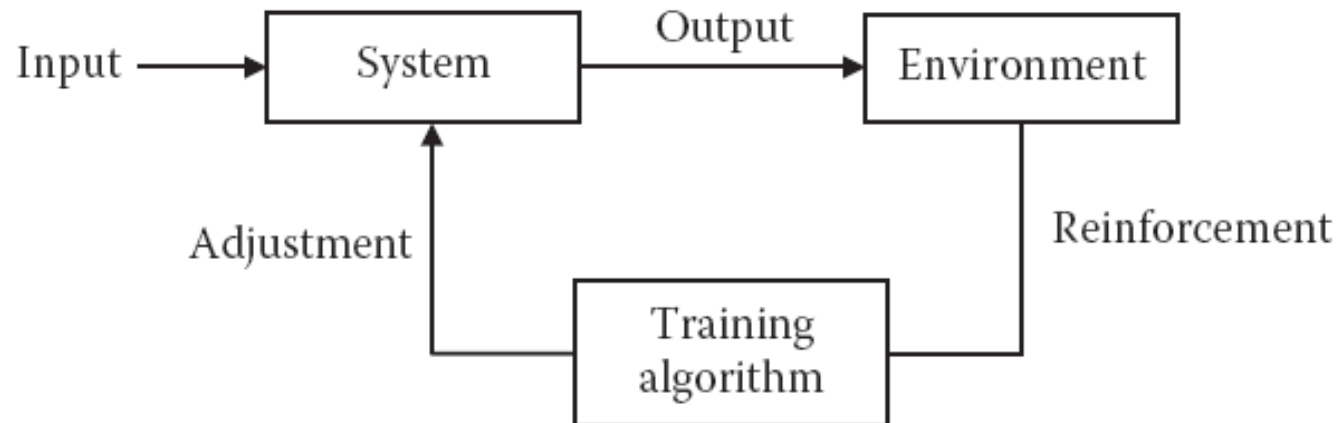 Input
System
Output
Environment
Adjustment
Reinforcement
Training
algorithm